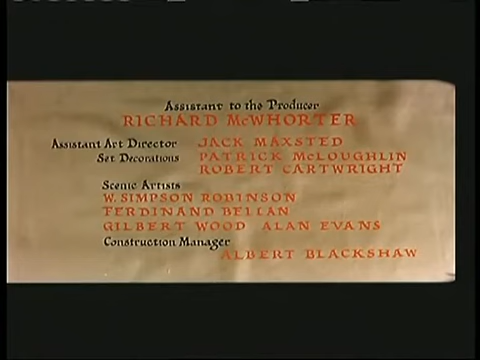 Assistant to the Producer
RICHARD McWHORTER
Assistant Art Director JACK MAXSTED
Set Decorations PATRICK McLOUGHLIN
ROBERT CARTWRIGHT
Scenic Artists
W. SIMPSON ROBINSON
FERDINAND BELLAN
GILBERT WOOD ALAN EVANS
Construction Manager
ALBERT BLACKSHAW